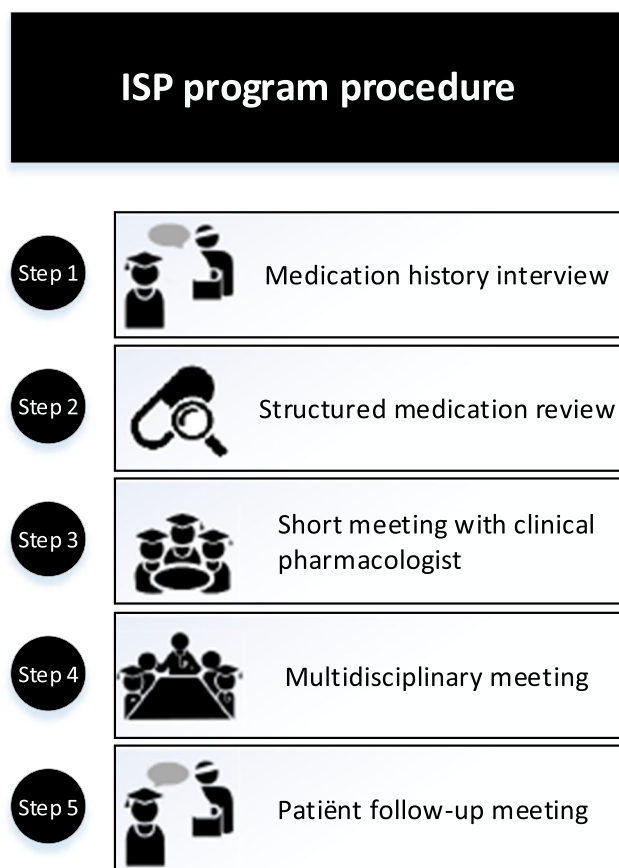 ISP program procedure
Step 1
Medication history interview
Step 2
Structured medication review
Step 3
Short meeting with clinical
pharmacologist
Step 4
Multidisciplinary meeting
Step 5
Patiënt follow-up meeting